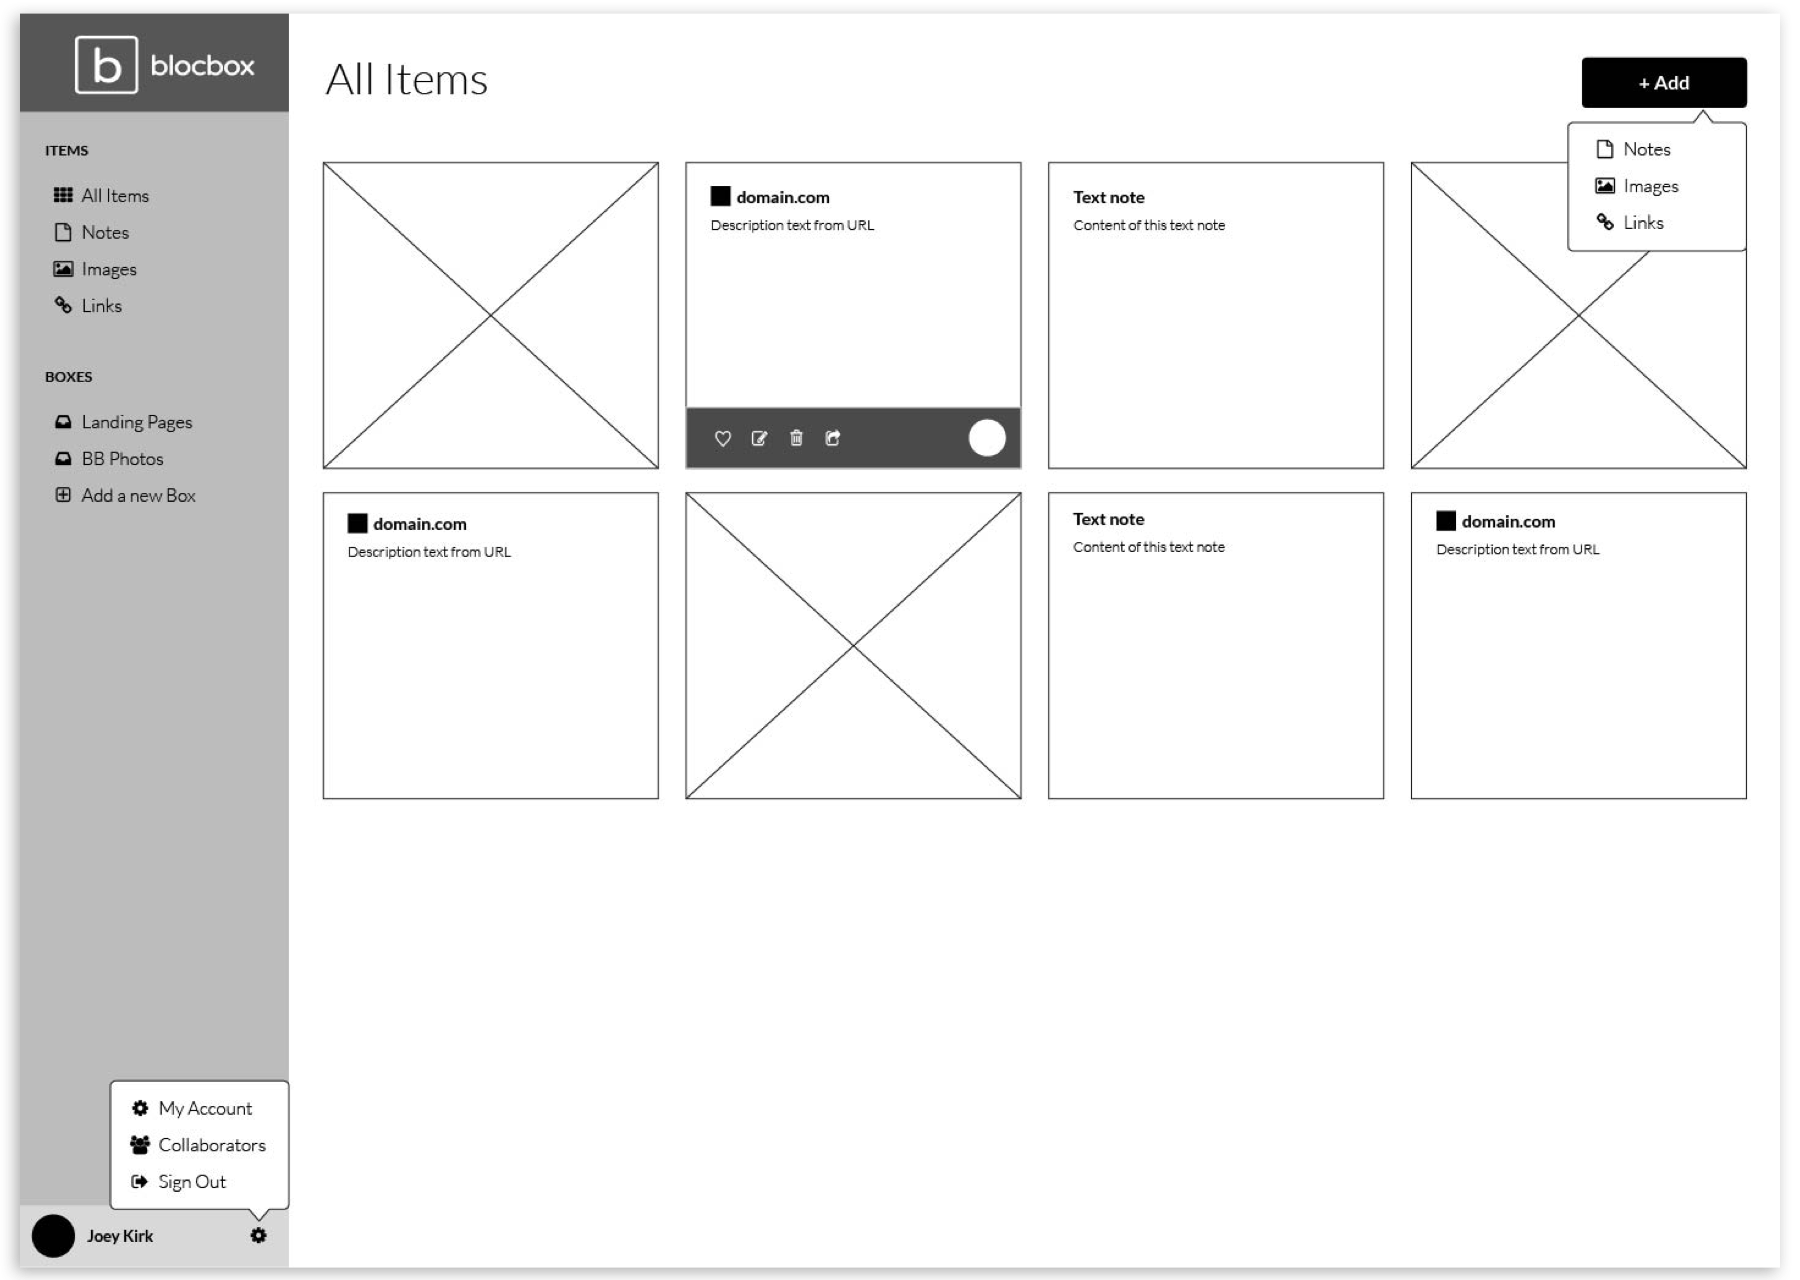 b blocbox
ITEMS
All Items
Notes
Images
Links
BOXES
Landing Pages
BB Photos
Add a new Box
My Account
Collaborators
Sign Out
Joey Kirk
All Items
+ Add
Notes
Images
Links
domain.com
Description text from URL
Text note
Content of this text note
domain.com
Description text from URL
Text note
Content of this text note
domain.com
Description text from URL